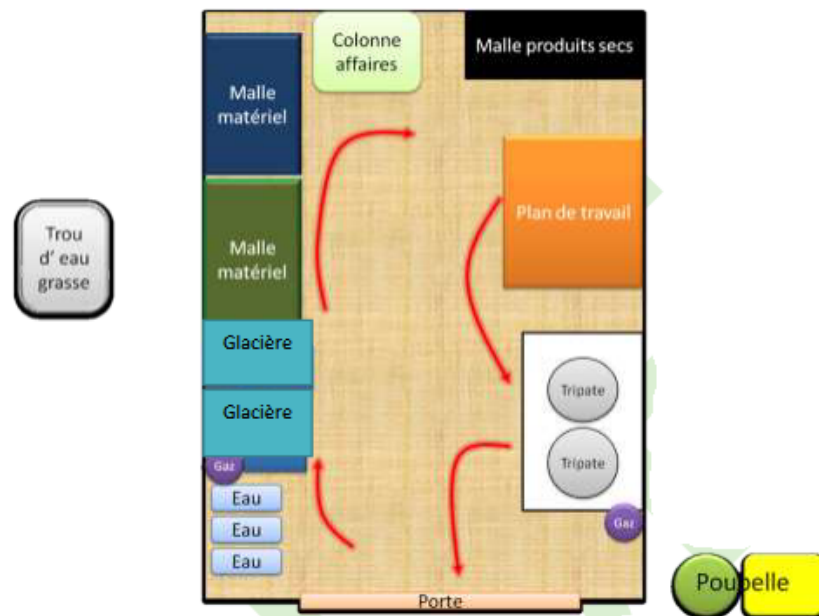 Colonne
affaires
Malle produits secs
Malle
matériel
Plan de travail
Trou
d' eau
grasse
Malle
matériel
Glacière
Glacière
Tripate
Tripate
Gaz
Eau
Eau
Eau
Gaz
Poubelle
Porte